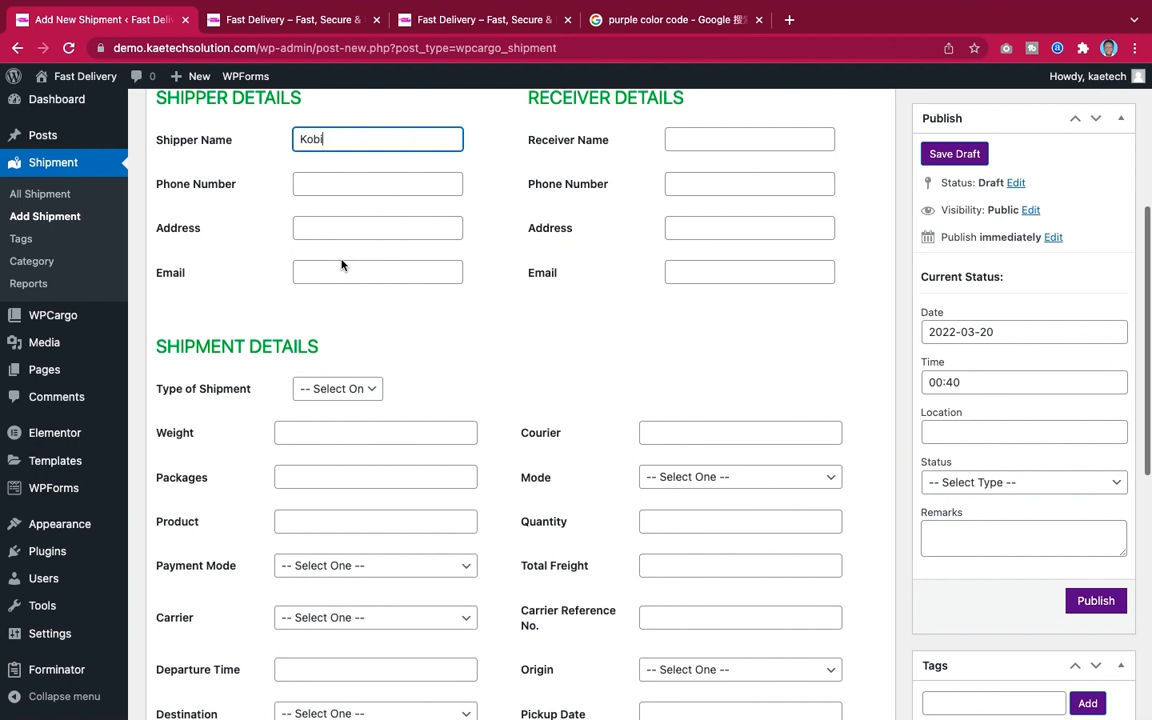 Add New Shipment ‹ Fast Deliv
Fast Delivery – Fast, Secure &
Fast Delivery – Fast, Secure &
purple color code - Google 搜
demo.kaetechsolution.com/wp-admin/post-new.php?post_type=wpcargo_shipment
Fast Delivery
0
New
WPForms
Howdy, kaetech
Dashboard
Posts
Shipment
All Shipment
Add Shipment
Tags
Category
Reports
WPCargo
Media
Pages
Comments
Elementor
Templates
WPForms
Appearance
Plugins
Users
Tools
Settings
Forminator
Collapse menu
SHIPPER DETAILS
Shipper Name
Kobi
Phone Number
Address
Email
RECEIVER DETAILS
Receiver Name
Phone Number
Address
Email
SHIPMENT DETAILS
Type of Shipment
-- Select On
Weight
Courier
Packages
Mode
-- Select One --
Product
Quantity
Payment Mode
-- Select One --
Total Freight
Carrier
-- Select One --
Carrier Reference
No.
Departure Time
Origin
-- Select One --
Destination
-- Select One --
Pickup Date
Publish
Save Draft
Status: Draft Edit
Visibility: Public Edit
Publish immediately Edit
Current Status:
Date
2022-03-20
Time
00:40
Location
Status
-- Select Type --
Remarks
Publish
Tags
Add